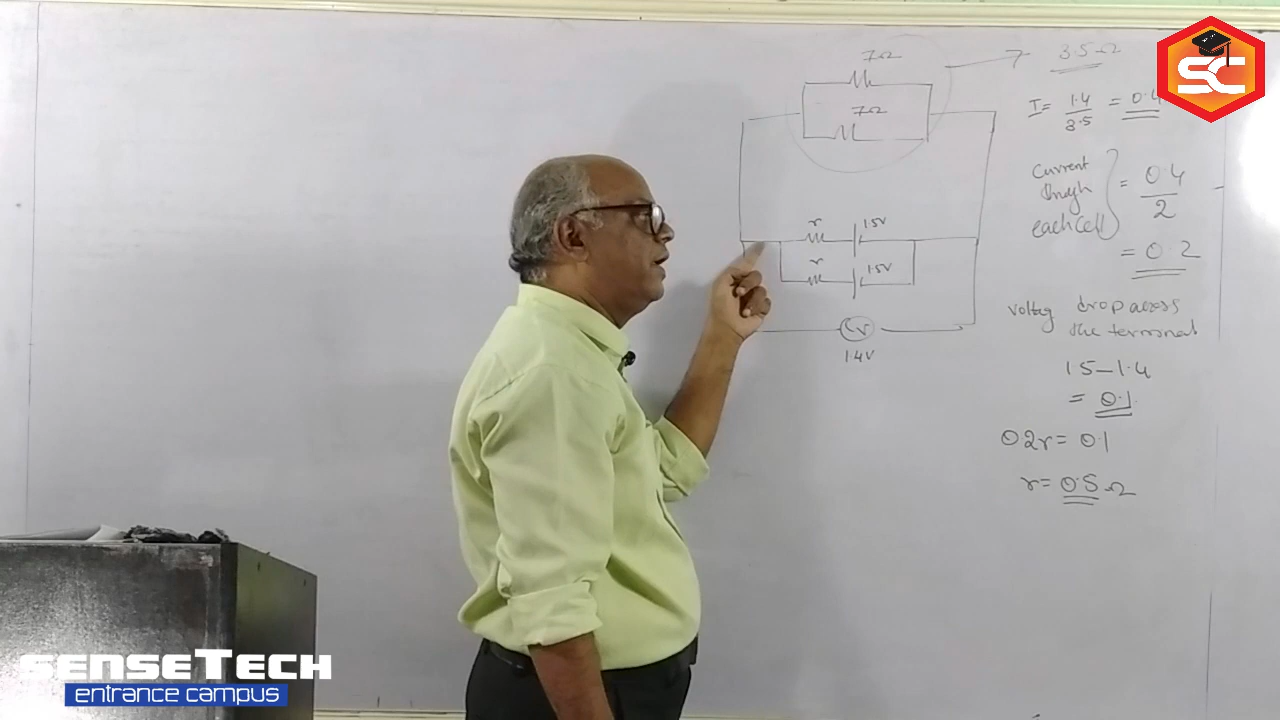 7Ω
7Ω
r
1.5V
r
1.5V
V
1.4V
3.5Ω
I = 1.4/3.5 = 0.4
Current
each cell
= 0.4/2
= 0.2
drop across
the terminal
1.5 - 1.4
= 0.1
0.2r = 0.1
r = 0.5Ω
SC
SENSETECH
entrance campus